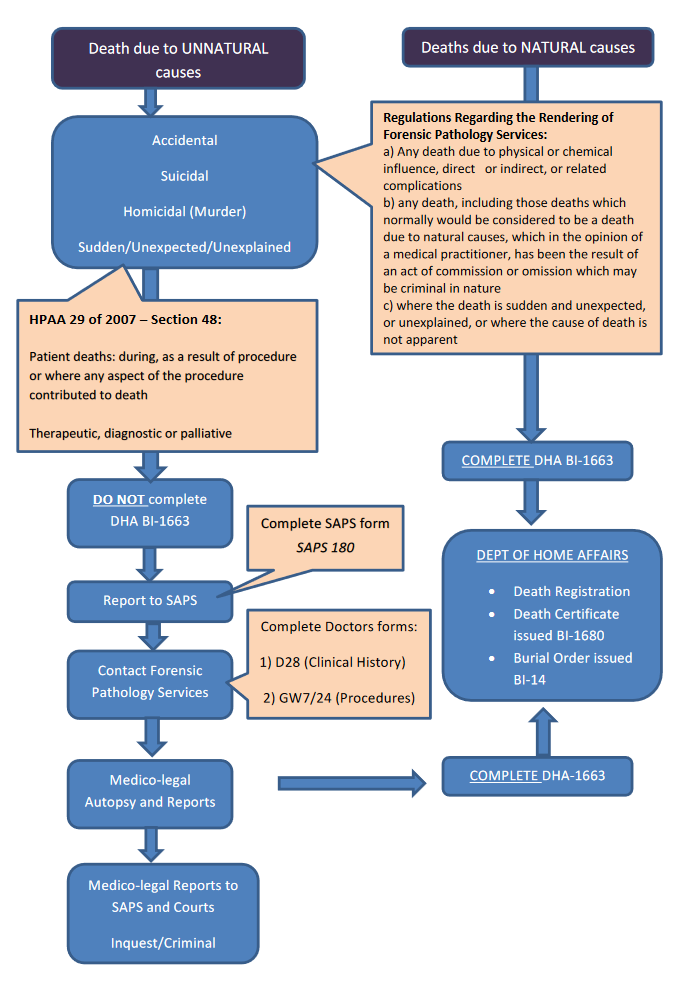 Death due to UNNATURAL
causes
Accidental
Suicidal
Homicidal (Murder)
Sudden/Unexpected/Unexplained
HPAA 29 of 2007 – Section 48:
Patient deaths: during, as a result of procedure
or where any aspect of the procedure
contributed to death
Therapeutic, diagnostic or palliative
DO NOT complete
DHA BI-1663
Complete SAPS form
SAPS 180
Report to SAPS
Complete Doctors forms:
1) D28 (Clinical History)
2) GW7/24 (Procedures)
Contact Forensic
Pathology Services
Medico-legal
Autopsy and Reports
Medico-legal Reports to
SAPS and Courts
Inquest/Criminal
Deaths due to NATURAL causes
Regulations Regarding the Rendering of
Forensic Pathology Services:
a) Any death due to physical or chemical
influence, direct or indirect, or related
complications
b) any death, including those deaths which
normally would be considered to be a death
due to natural causes, which in the opinion of
a medical practitioner, has been the result of
an act of commission or omission which may
be criminal in nature
c) where the death is sudden and unexpected,
or unexplained, or where the cause of death is
not apparent
COMPLETE DHA BI-1663
DEPT OF HOME AFFAIRS
• Death Registration
• Death Certificate
issued BI-1680
• Burial Order issued
BI-14
COMPLETE DHA-1663